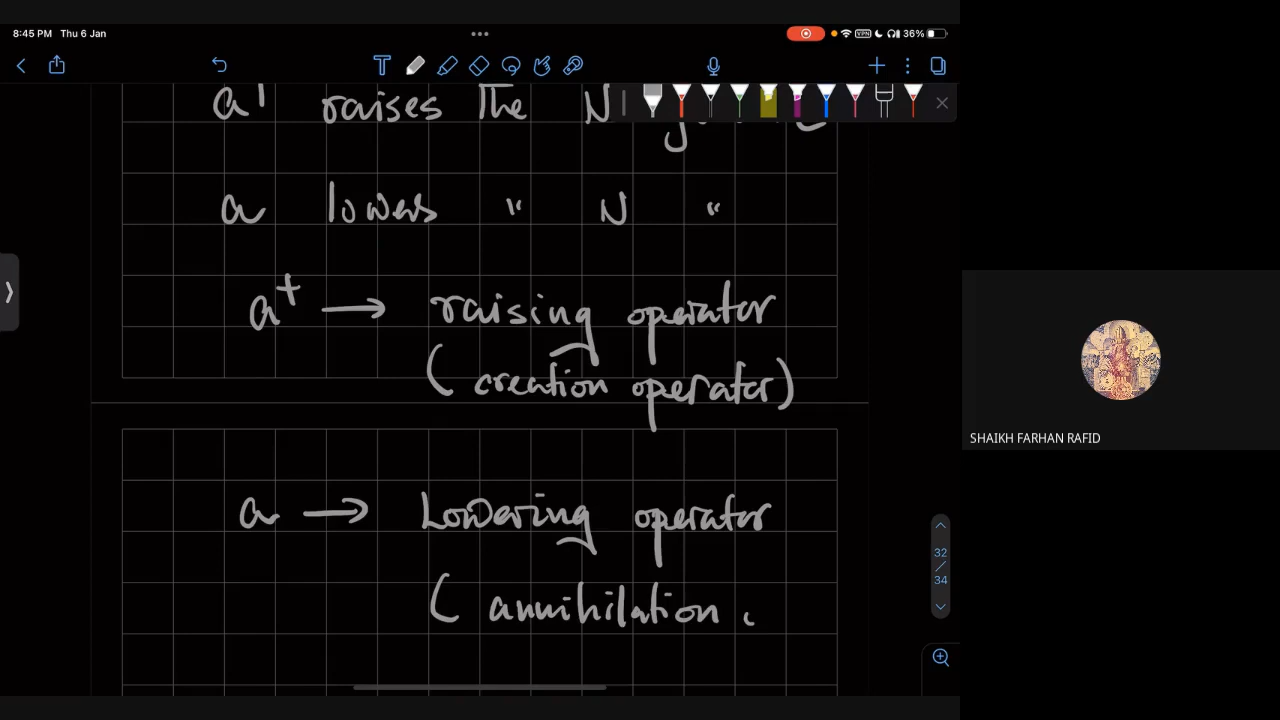 8:45 PM Thu 6 Jan
VPN 36%
a† raises The N
a lowers " N "
a† → raising operator
(creation operator)
a → Lowering operator
(annihilation
32
/
34
SHAIKH FARHAN RAFID